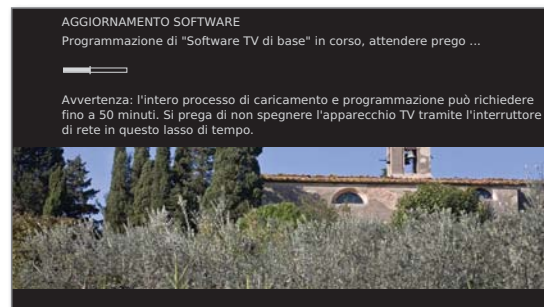 AGGIORNAMENTO SOFTWARE
Programmazione di "Software TV di base" in corso, attendere prego ...
Avvertenza: l'intero processo di caricamento e programmazione può richiedere
fino a 50 minuti. Si prega di non spegnere l'apparecchio TV tramite l'interruttore
di rete in questo lasso di tempo.